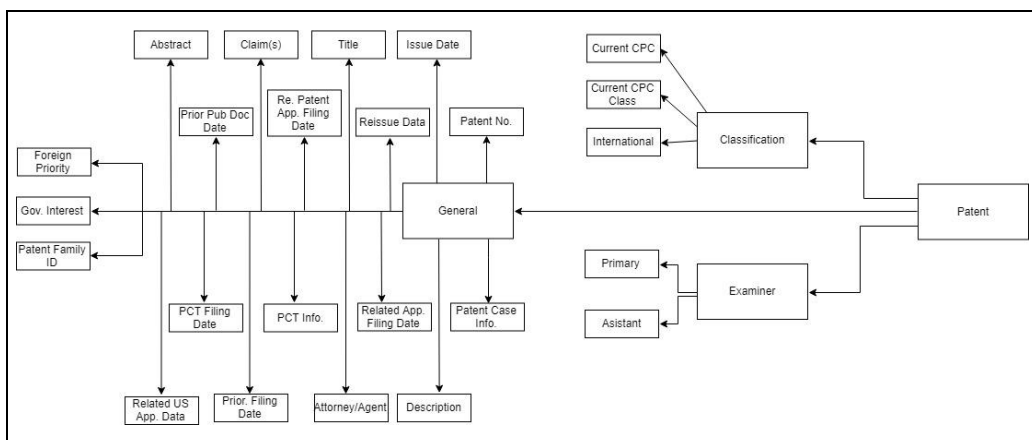 Abstract
Claim(s)
Title
Issue Date
Current CPC
Prior Pub Doc
Date
Re. Patent
App. Filing
Date
Reissue Data
Patent No.
Current CPC
Class
International
Classification
Foreign
Priority
Gov. Interest
Patent Family
ID
General
Patent
Primary
Asistant
Examiner
PCT Filing
Date
PCT Info.
Related App.
Filing Date
Patent Case
Info.
Related US
App. Data
Prior. Filing
Date
Attorney/Agent
Description